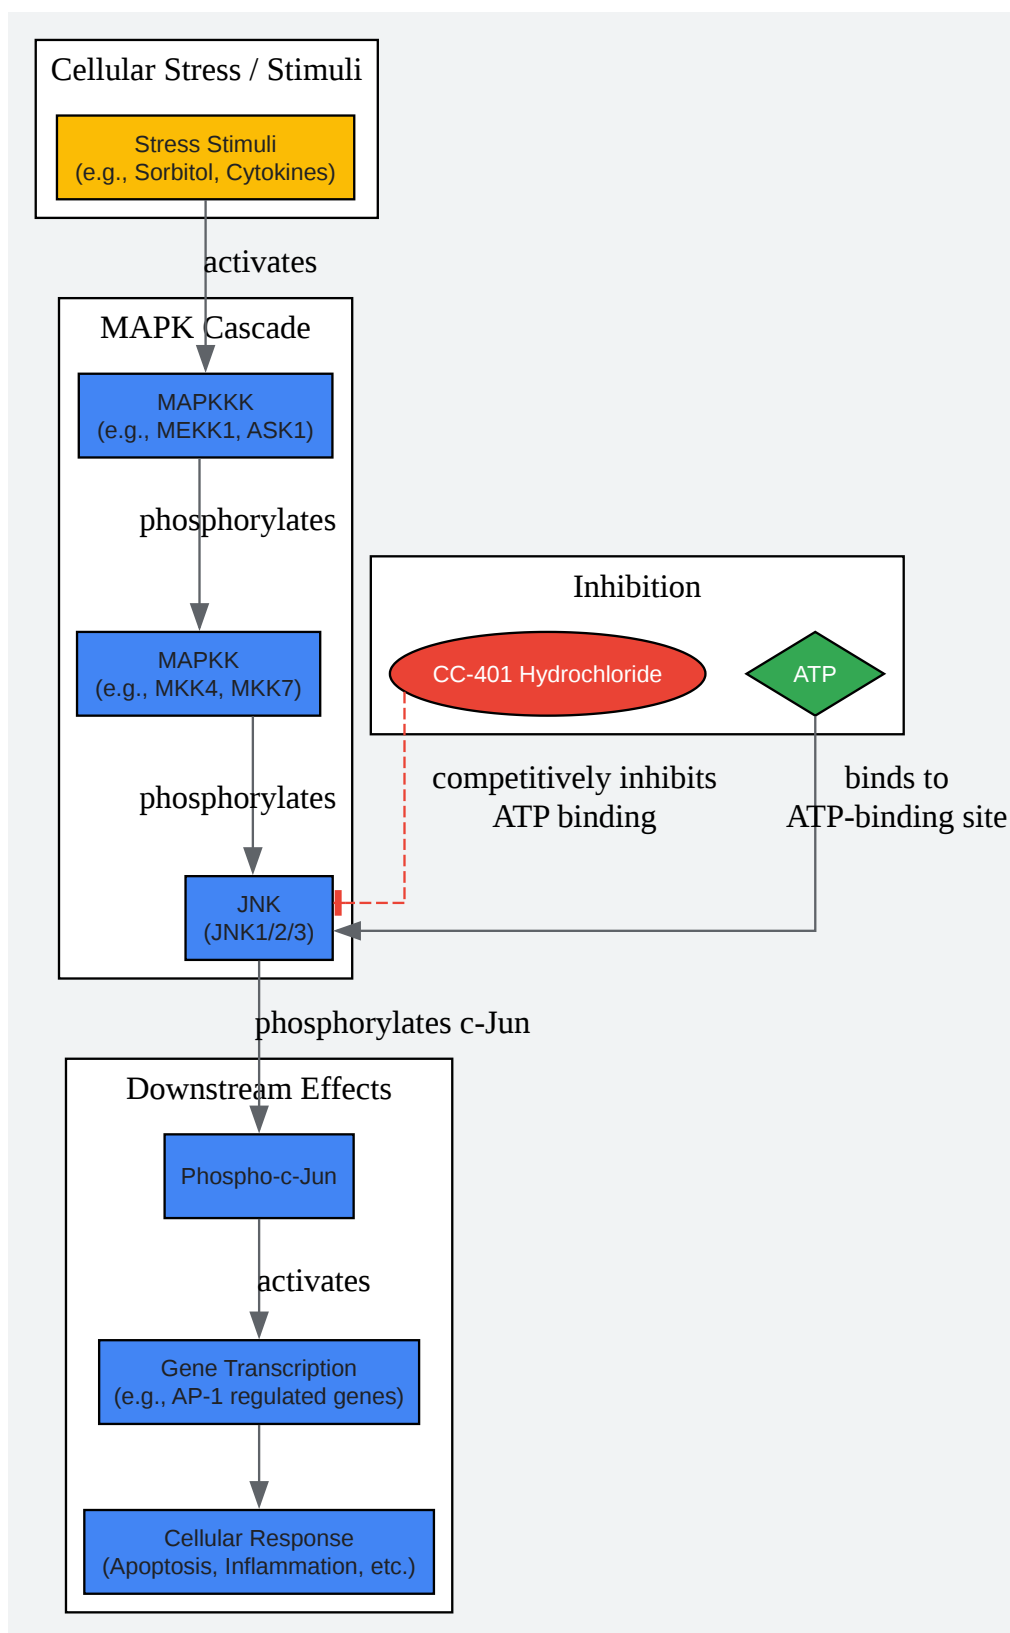 Cellular Stress / Stimuli
Stress Stimuli
(e.g., Sorbitol, Cytokines)
activates
MAPK Cascade
MAPKKK
(e.g., MEKK1, ASK1)
phosphorylates
Inhibition
MAPKK
(e.g., MKK4, MKK7)
CC-401 Hydrochloride
ATP
phosphorylates
competitively inhibits
ATP binding
binds to
ATP-binding site
JNK
(JNK1/2/3)
phosphorylates c-Jun
Downstream Effects
Phospho-c-Jun
activates
Gene Transcription
(e.g., AP-1 regulated genes)
Cellular Response
(Apoptosis, Inflammation, etc.)